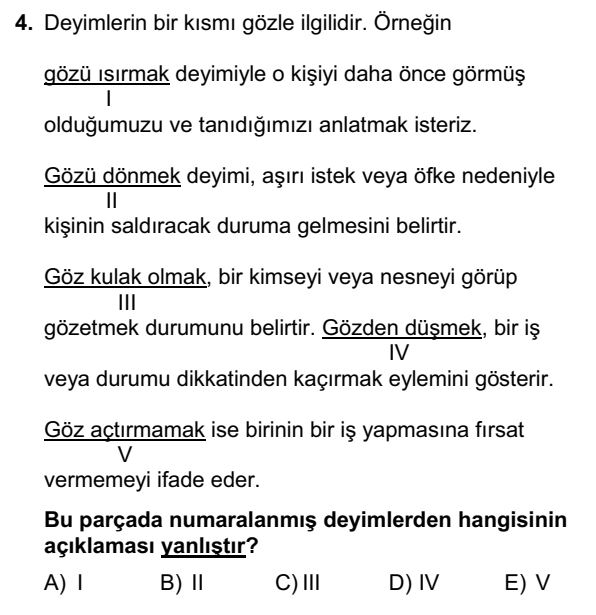 4. Deyimlerin bir kısmı gözle ilgilidir. Örneğin
gözü ısırmak deyimiyle o kişiyi daha önce görmüş
I
olduğumuzu ve tanıdığımızı anlatmak isteriz.
Gözü dönmek deyimi, aşırı istek veya öfke nedeniyle
II
kişinin saldıracak duruma gelmesini belirtir.
Göz kulak olmak, bir kimseyi veya nesneyi görüp
III
gözetmek durumunu belirtir. Gözden düşmek, bir iş
IV
veya durumu dikkatinden kaçırmak eylemini gösterir.
Göz açtırmamak ise birinin bir iş yapmasına fırsat
V
vermemeyi ifade eder.
Bu parçada numaralanmış deyimlerden hangisinin
açıklaması yanlıştır?
A) I B) II C) III D) IV E) V